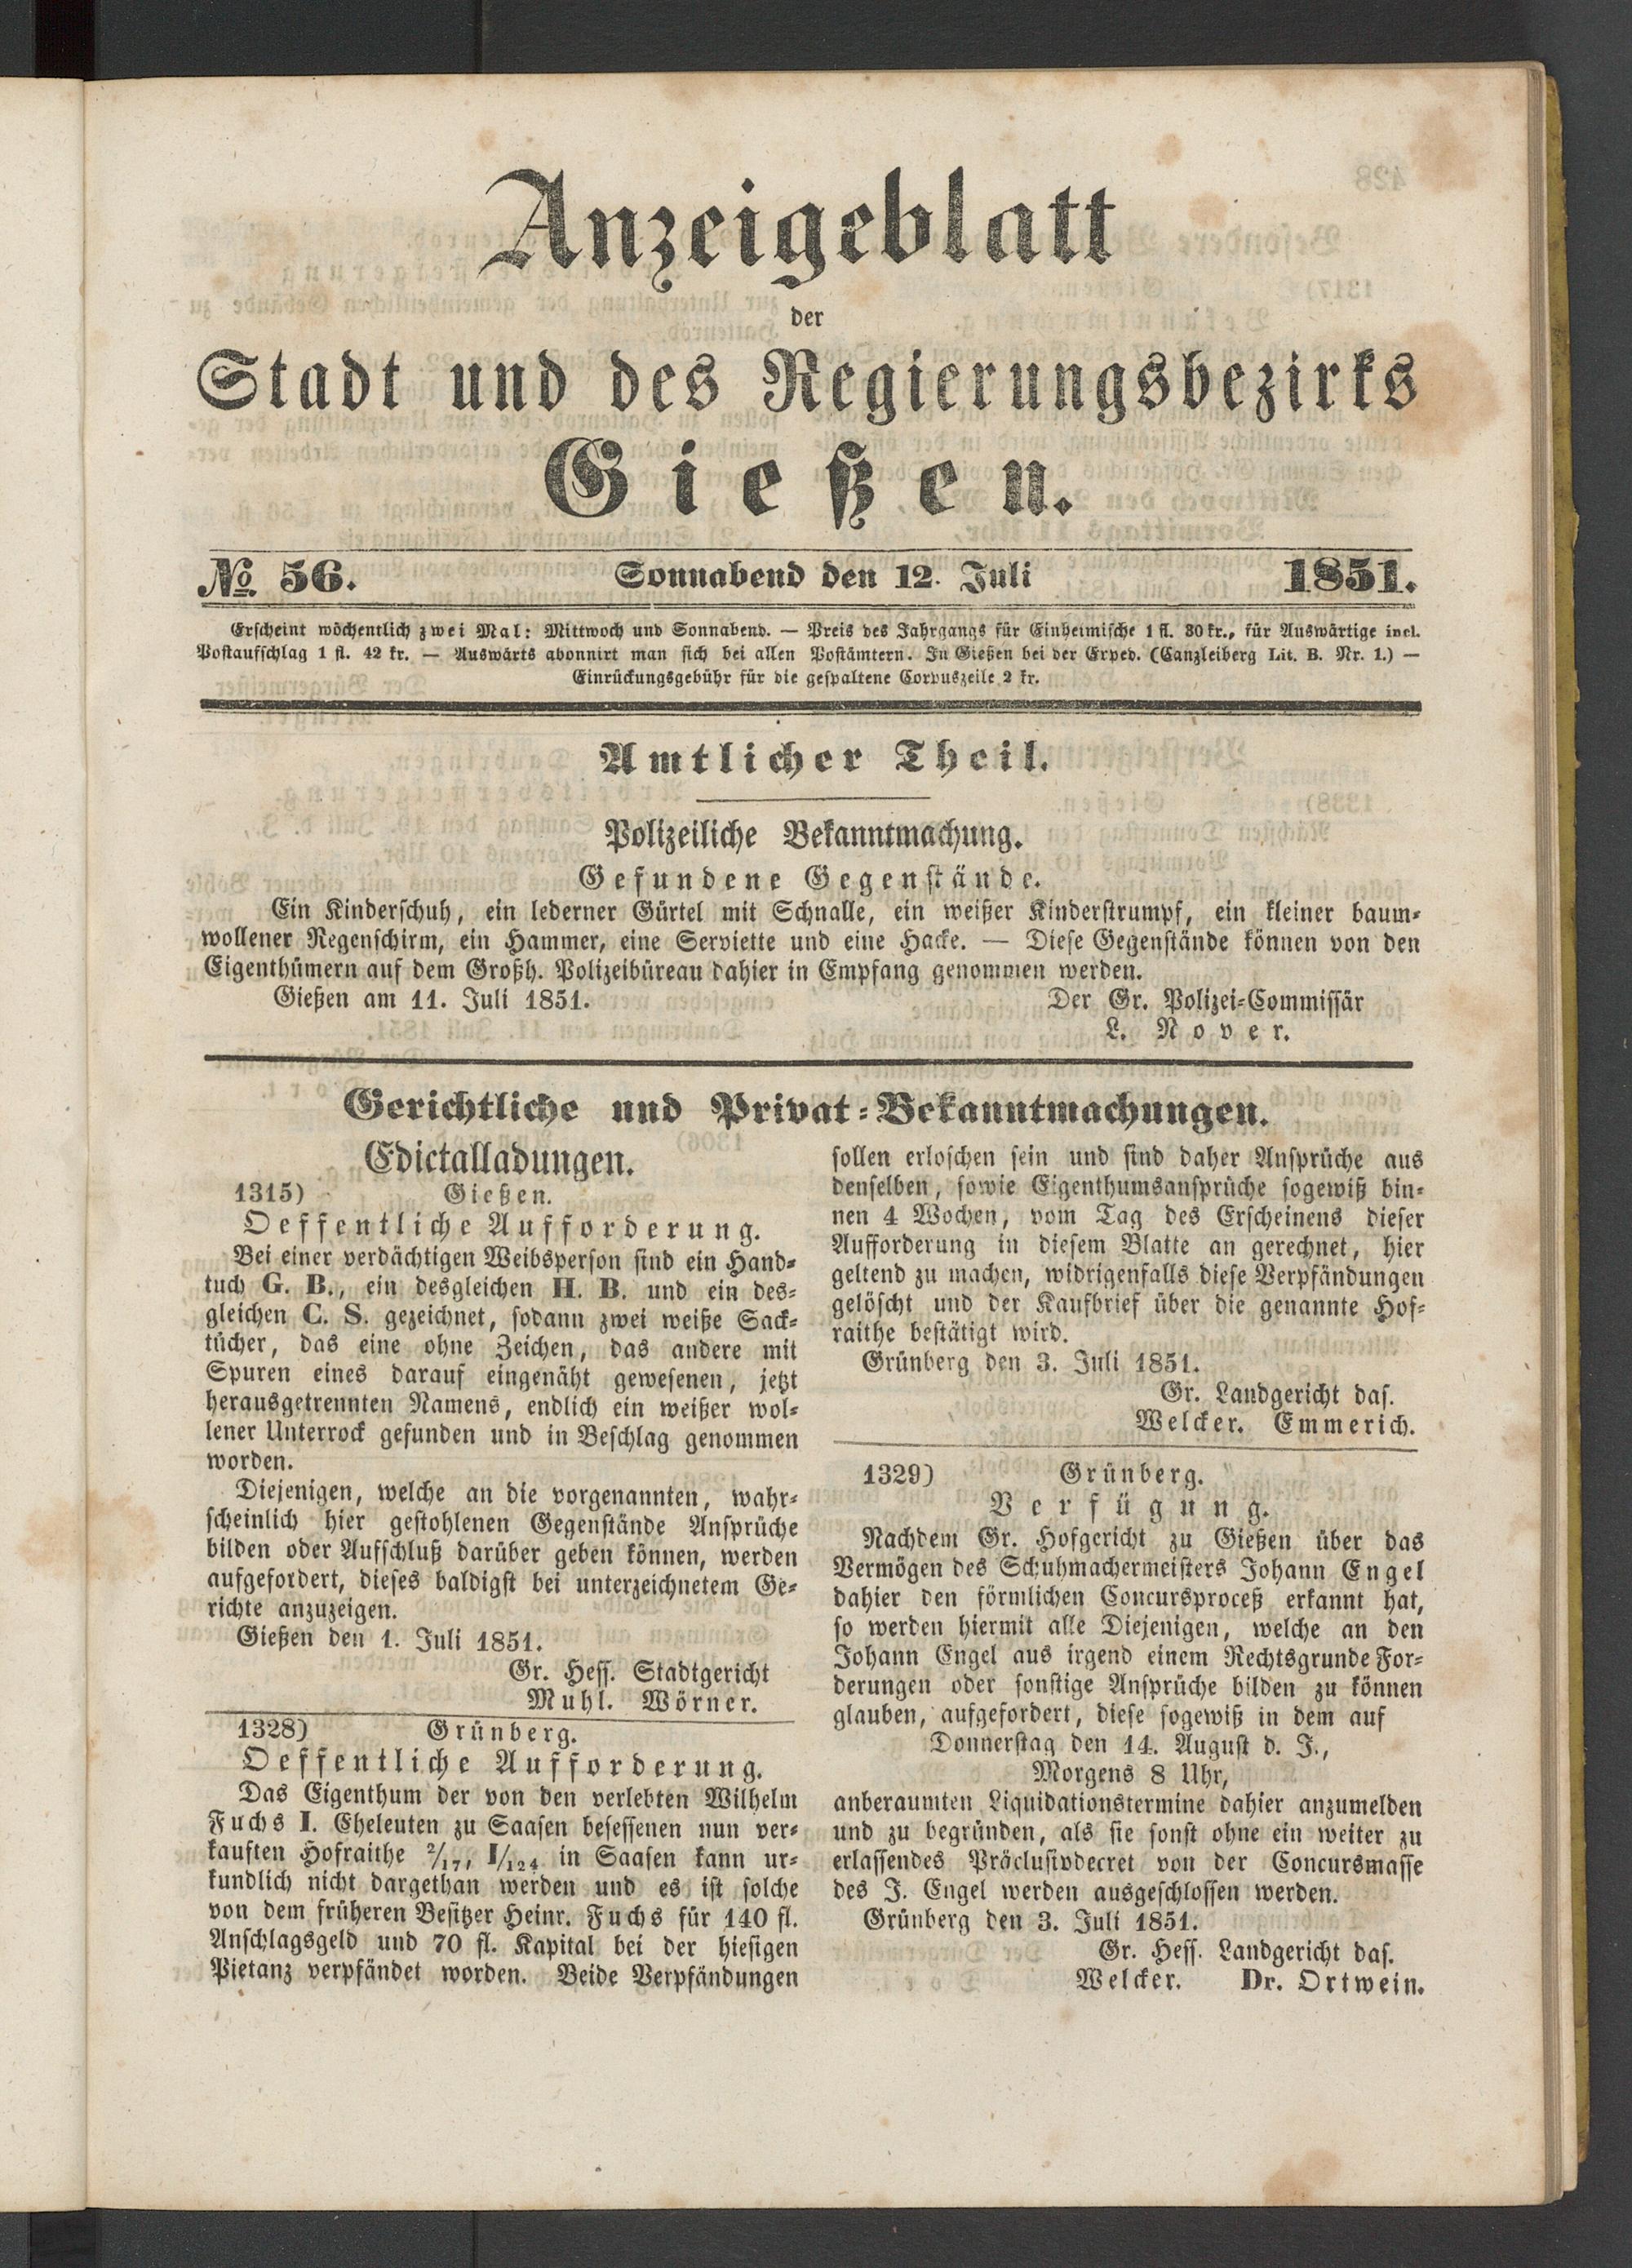 Anzeigeblatt
der
Stadt und des Regierungsbezirks
Gießen.
No. 56. Sonnabend den 12. Juli 1851.
Erscheint wöchentlich zwei Mal: Mittwoch und Sonnabend. — Preis des Jahrgangs für Einheimische 1 fl. 30 kr., für Auswärtige incl.
Postaufschlag 1 fl. 42 kr. — Auswärts abonnirt man sich bei allen Postämtern. In Gießen bei der Exped. (Canzleiberg Lit. B. Nr. 1.) —
Einrückungsgebühr für die gespaltene Corpuszeile 2 kr.
Amtlicher Theil.
Polizeiliche Bekanntmachung.
Gefundene Gegenstände.
Ein Kinderschuh, ein lederner Gürtel mit Schnalle, ein weißer Kinderstrumpf, ein kleiner baum-
wollener Regenschirm, ein Hammer, eine Serviette und eine Hacke. — Diese Gegenstände können von den
Eigenthümern auf dem Großh. Polizeibüreau dahier in Empfang genommen werden.
Gießen am 11. Juli 1851. Der Gr. Polizei-Commissär
L. Nover.
Gerichtliche und Privat-Bekanntmachungen.
Edictalladungen.
1315) Gießen.
Oeffentliche Aufforderung.
Bei einer verdächtigen Weibsperson sind ein Hand-
tuch G. B., ein desgleichen H. B. und ein des-
gleichen C. S. gezeichnet, sodann zwei weiße Sack-
tücher, das eine ohne Zeichen, das andere mit
Spuren eines darauf eingenäht gewesenen, jetzt
herausgetrennten Namens, endlich ein weißer wol-
lener Unterrock gefunden und in Beschlag genommen
worden.
Diejenigen, welche an die vorgenannten, wahr-
scheinlich hier gestohlenen Gegenstände Ansprüche
bilden oder Aufschluß darüber geben können, werden
aufgefordert, dieses baldigst bei unterzeichnetem Ge-
richte anzuzeigen.
Gießen den 1. Juli 1851.
Gr. Hess. Stadtgericht
Muhl. Wörner.
1328) Grünberg.
Oeffentliche Aufforderung.
Das Eigenthum der von den verlebten Wilhelm
Fuchs I. Eheleuten zu Saasen besessenen nun ver-
kauften Hofraithe 2/17, I/124 in Saasen kann ur-
kundlich nicht dargethan werden und es ist solche
von dem früheren Besitzer Heinr. Fuchs für 140 fl.
Anschlagsgeld und 70 fl. Kapital bei der hiesigen
Pietanz verpfändet worden. Beide Verpfändungen
sollen erloschen sein und sind daher Ansprüche aus
denselben, sowie Eigenthumsansprüche sogewiß bin-
nen 4 Wochen, vom Tag des Erscheinens dieser
Aufforderung in diesem Blatte an gerechnet, hier
geltend zu machen, widrigenfalls diese Verpfändungen
gelöscht und der Kaufbrief über die genannte Hof-
raithe bestätigt wird.
Grünberg den 3. Juli 1851.
Gr. Landgericht das.
Welcker. Emmerich.
1329) Grünberg.
Verfügung.
Nachdem Gr. Hofgericht zu Gießen über das
Vermögen des Schuhmachermeisters Johann Engel
dahier den förmlichen Concursproceß erkannt hat,
so werden hiermit alle Diejenigen, welche an den
Johann Engel aus irgend einem Rechtsgrunde For-
derungen oder sonstige Ansprüche bilden zu können
glauben, aufgefordert, diese sogewiß in dem auf
Donnerstag den 14. August d. J.,
Morgens 8 Uhr,
anberaumten Liquidationstermine dahier anzumelden
und zu begründen, als sie sonst ohne ein weiter zu
erlassendes Präclusivdecret von der Concursmasse
des J. Engel werden ausgeschlossen werden.
Grünberg den 3. Juli 1851.
Gr. Hess. Landgericht das.
Welcker. Dr. Ortwein.